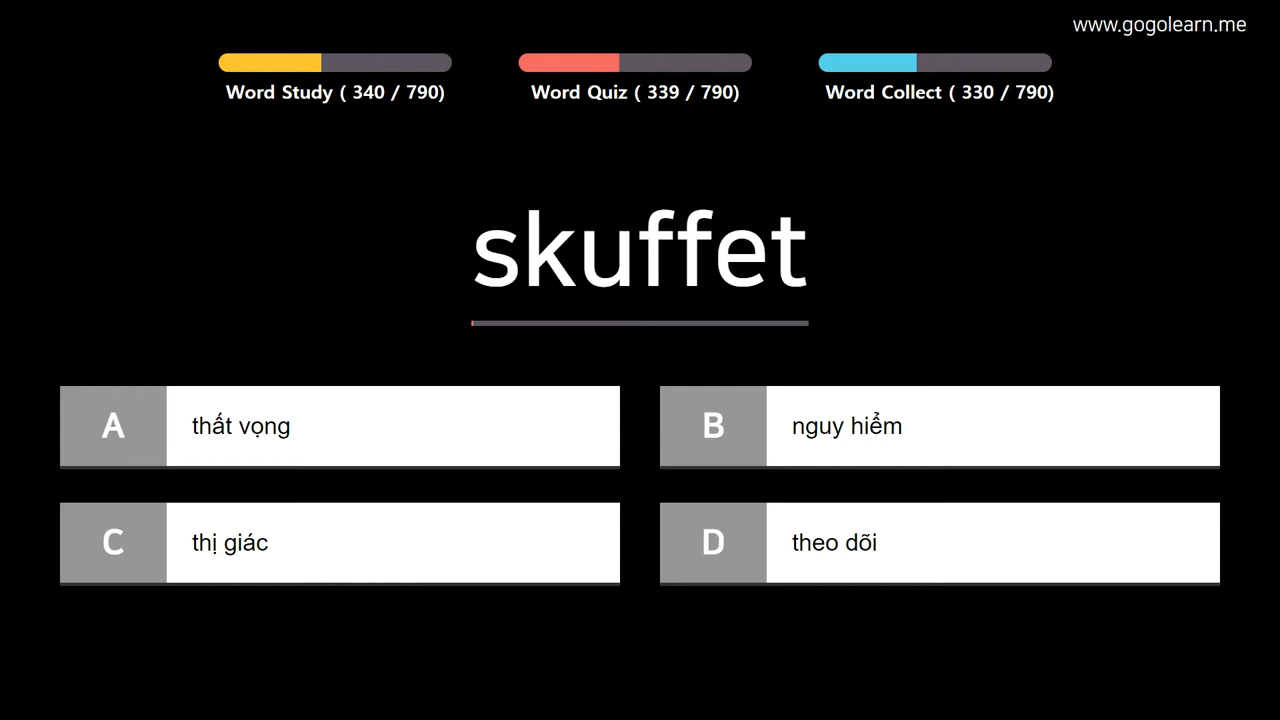 www.gogolearn.me
Word Study ( 340 / 790)
Word Quiz ( 339 / 790)
Word Collect ( 330 / 790)
skuffet
A thất vọng
B nguy hiểm
C thị giác
D theo dõi